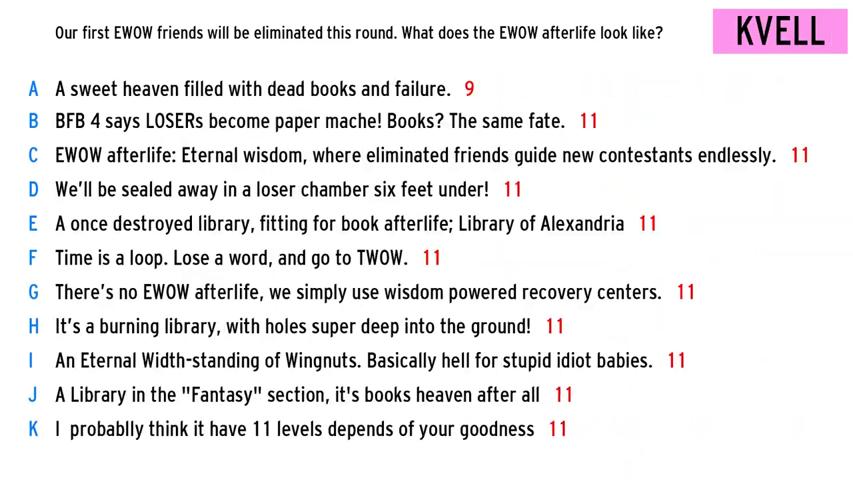 Our first EWOW friends will be eliminated this round. What does the EWOW afterlife look like?
KVELL
A A sweet heaven filled with dead books and failure. 9
B BFB 4 says LOSERs become paper mache! Books? The same fate. 11
C EWOW afterlife: Eternal wisdom, where eliminated friends guide new contestants endlessly. 11
D We'll be sealed away in a loser chamber six feet under! 11
E A once destroyed library, fitting for book afterlife; Library of Alexandria 11
F Time is a loop. Lose a word, and go to TWOW. 11
G There's no EWOW afterlife, we simply use wisdom powered recovery centers. 11
H It's a burning library, with holes super deep into the ground! 11
I An Eternal Width-standing of Wingnuts. Basically hell for stupid idiot babies. 11
J A Library in the "Fantasy" section, it's books heaven after all 11
K I probablly think it have 11 levels depends of your goodness 11